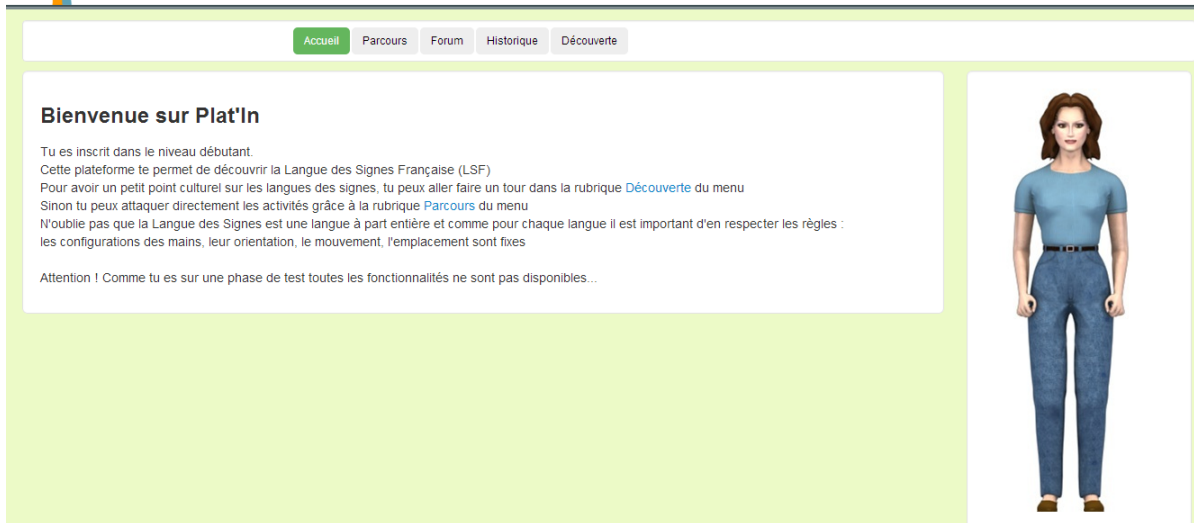 Accueil Parcours Forum Historique Découverte
Bienvenue sur Plat'In
Tu es inscrit dans le niveau débutant.
Cette plateforme te permet de découvrir la Langue des Signes Française (LSF)
Pour avoir un petit point culturel sur les langues des signes, tu peux aller faire un tour dans la rubrique Découverte du menu
Sinon tu peux attaquer directement les activités grâce à la rubrique Parcours du menu
N'oublie pas que la Langue des Signes est une langue à part entière et comme pour chaque langue il est important d'en respecter les règles :
les configurations des mains, leur orientation, le mouvement, l'emplacement sont fixes
Attention ! Comme tu es sur une phase de test toutes les fonctionnalités ne sont pas disponibles...